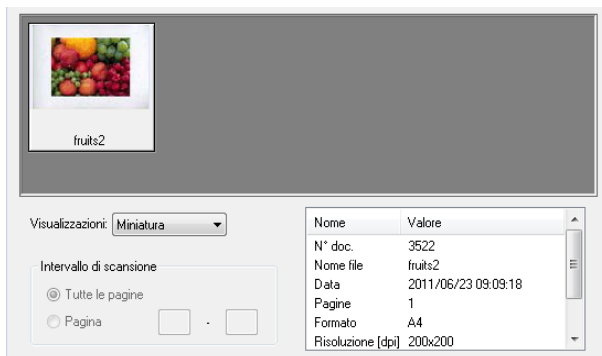 fruits2
Visualizzazioni: Miniatura
Intervallo di scansione
Tutte le pagine
Pagina -
Nome Valore
N° doc. 3522
Nome file fruits2
Data 2011/06/23 09:09:18
Pagine 1
Formato A4
Risoluzione [dpi] 200x200